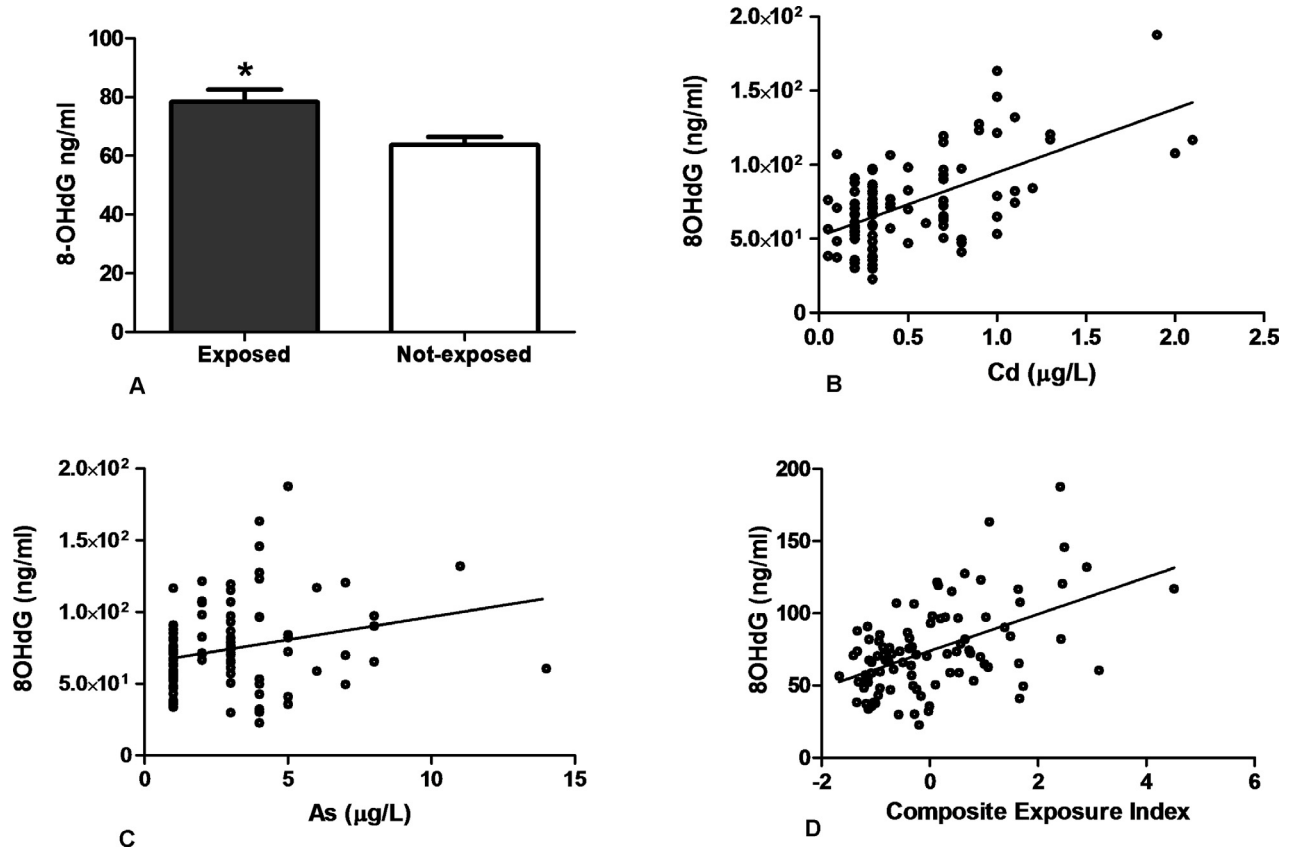 100
80
60
40
20
0
8-OHdG ng/ml
*
Exposed
Not-exposed
A
2.0×10²
1.5×10²
1.0×10²
5.0×10¹
0
8OHdG (ng/ml)
0.0 0.5 1.0 1.5 2.0 2.5
Cd (μg/L)
B
2.0×10²
1.5×10²
1.0×10²
5.0×10¹
0
8OHdG (ng/ml)
0 5 10 15
As (μg/L)
C
200
150
100
50
0
8OHdG (ng/ml)
-2 0 2 4 6
Composite Exposure Index
D